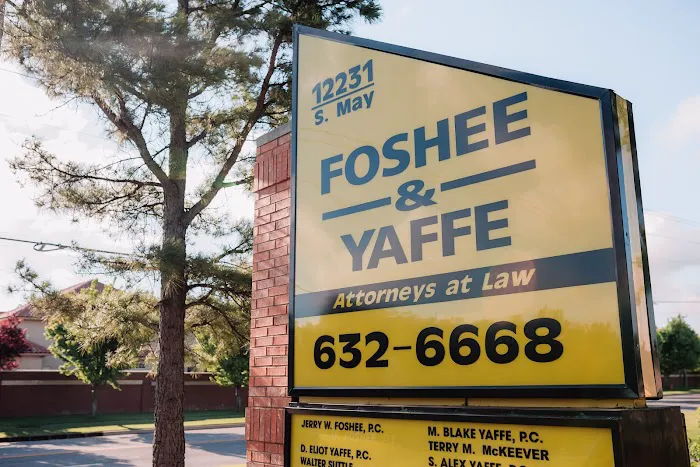 12231
S. May
FOSHEE
&
YAFFE
Attorneys at Law
632-6668
JERRY W. FOSHEE, P.C.
D. ELIOT YAFFE, P.C.
WALTER SUTTLE
M. BLAKE YAFFE, P.C.
TERRY M. McKEEVER
S. ALEX YAFFE, P.C.